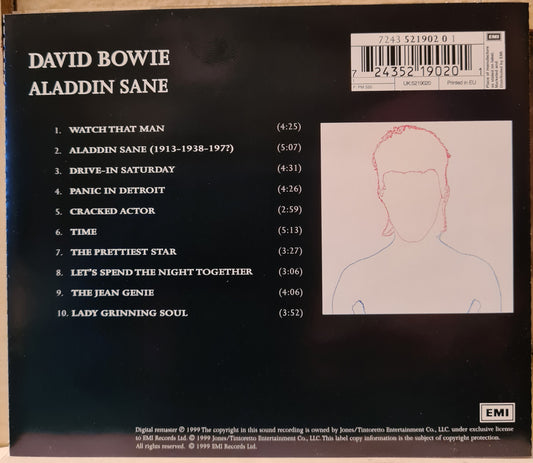 DAVID BOWIE
ALADDIN SANE
7243 521902 0 1
7 24352 19020
UK:5219020
Printed in EU
EMI
1. WATCH THAT MAN (4:25)
2. ALADDIN SANE (1913-1938-197?) (5:07)
3. DRIVE-IN SATURDAY (4:31)
4. PANIC IN DETROIT (4:26)
5. CRACKED ACTOR (2:59)
6. TIME (5:13)
7. THE PRETTIEST STAR (3:27)
8. LET'S SPEND THE NIGHT TOGETHER (3:06)
9. THE JEAN GENIE (4:06)
10. LADY GRINNING SOUL (3:52)
EMI
Digital remaster ℗ 1999 The copyright in this sound recording is owned by Jones/Tintoretto Entertainment Co., LLC. under exclusive license
to EMI Records Ltd. © 1999 Jones/Tintoretto Entertainment Co., LLC. This label copy information is the subject of copyright protection.
All rights reserved. © 1999 EMI Records Ltd.